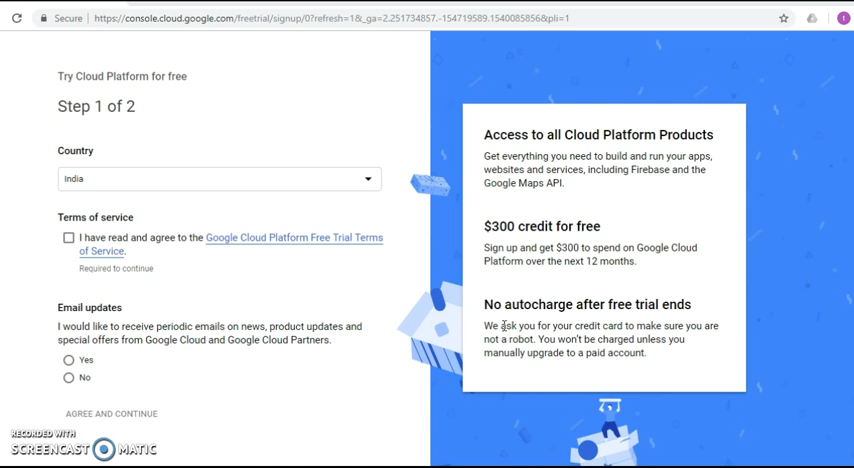 Secure https://console.cloud.google.com/freetrial/signup/0?refresh=1&_ga=2.251734857.-154719589.15400858568&pli=1
t
Try Cloud Platform for free
Step 1 of 2
Country
India
Terms of service
I have read and agree to the Google Cloud Platform Free Trial Terms
of Service.
Required to continue
Email updates
I would like to receive periodic emails on news, product updates and
special offers from Google Cloud and Google Cloud Partners.
Yes
No
AGREE AND CONTINUE
RECORDED WITH
SCREENCAST MATIC
Access to all Cloud Platform Products
Get everything you need to build and run your apps,
websites and services, including Firebase and the
Google Maps API.
$300 credit for free
Sign up and get $300 to spend on Google Cloud
Platform over the next 12 months.
No autocharge after free trial ends
We ask you for your credit card to make sure you are
not a robot. You won't be charged unless you
manually upgrade to a paid account.